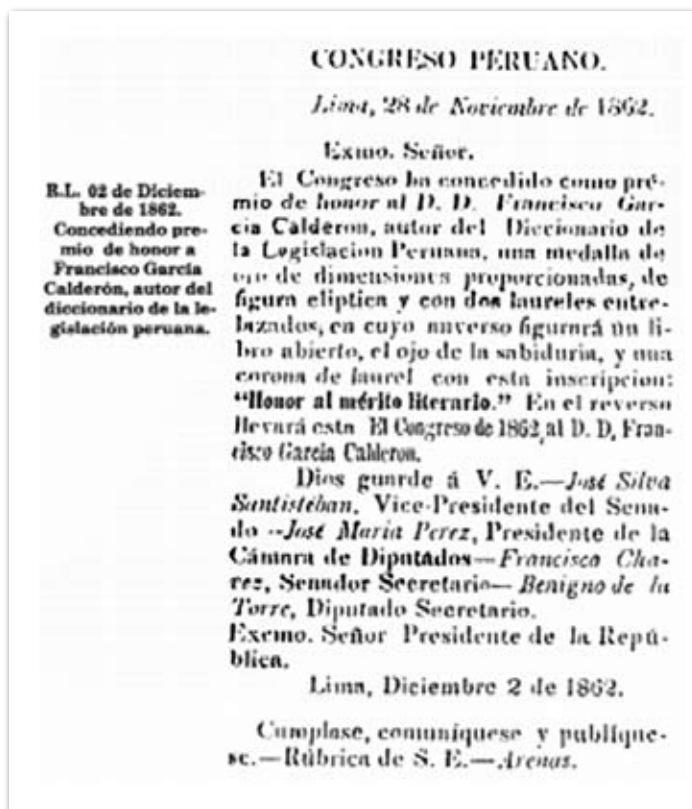 CONGRESO PERUANO.
Lima, 28 de Noviembre de 1862.
Exmo. Señor.
R.L. 02 de Diciem-
bre de 1862.
Concediendo pre-
mio de honor a
Francisco García
Calderón, autor del
diccionario de la le-
gislación peruana.
El Congreso ha concedido como pre-
mio de honor al D. D. Francisco Gar-
cia Calderon, autor del Diccionario de
la Legislacion Peruana, una medalla de
oro de dimensiones proporcionadas, de
figura eliptica y con dos laureles entre-
lazados, en cuyo anverso figurará un li-
bro abierto, el ojo de la sabiduria, y una
corona de laurel con esta inscripcion:
“Honor al mérito literario.” En el reverso
llevará esta El Congreso de 1862, al D. D, Fran-
cisco Garcia Calderon.
Dios guarde á V. E.—José Silva
Santisteban, Vice-Presidente del Sena-
do --José Maria Perez, Presidente de la
Cámara de Diputados—Francisco Cha-
vez, Senador Secretario—Benigno de la
Torre, Diputado Secretario.
Exemo. Señor Presidente de la Repú-
blica.
Lima, Diciembre 2 de 1862.
Cumplase, comuníquese y publíque-
se.—Rúbrica de S. E.—Arenas.